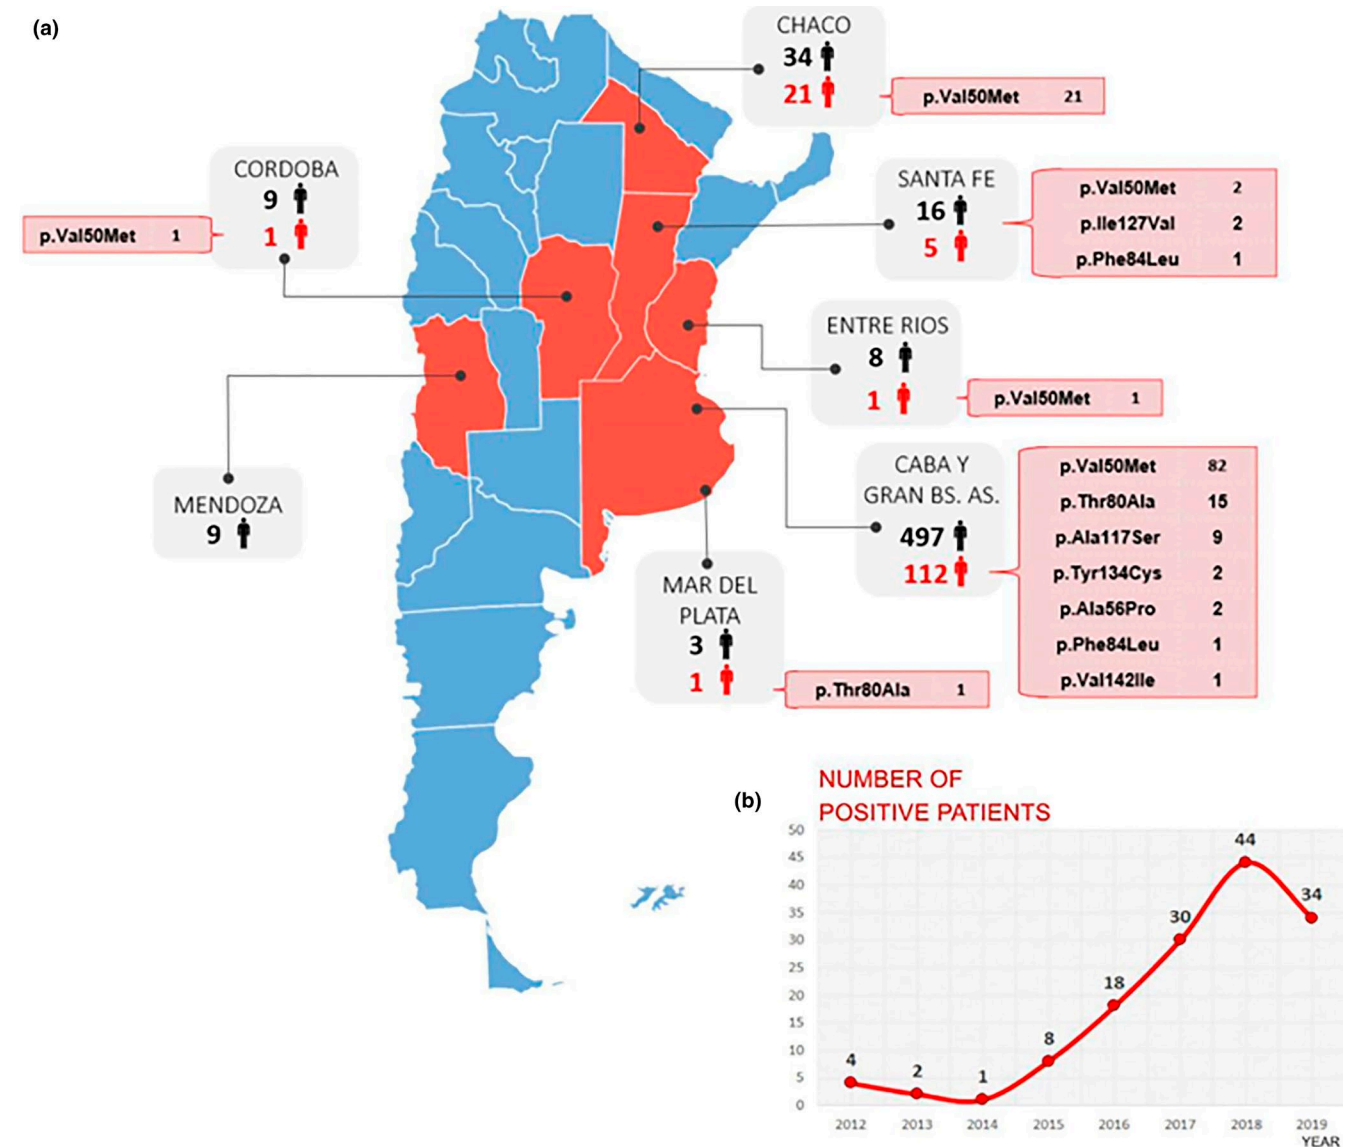 (a)
CHACO
34
21
p.Val50Met 21
CORDOBA
9
1
p.Val50Met 1
SANTA FE
16
5
p.Val50Met 2
p.Ile127Val 2
p.Phe84Leu 1
ENTRE RIOS
8
1
p.Val50Met 1
MENDOZA
9
CABA Y
GRAN BS. AS.
497
112
p.Val50Met 82
p.Thr80Ala 15
p.Ala117Ser 9
p.Tyr134Cys 2
p.Ala56Pro 2
p.Phe84Leu 1
p.Val142Ile 1
MAR DEL
PLATA
3
1
p.Thr80Ala 1
(b)
NUMBER OF
POSITIVE PATIENTS
50
45
40
35
30
25
20
15
10
5
0
4
2
1
8
18
30
44
34
2012 2013 2014 2015 2016 2017 2018 2019
YEAR